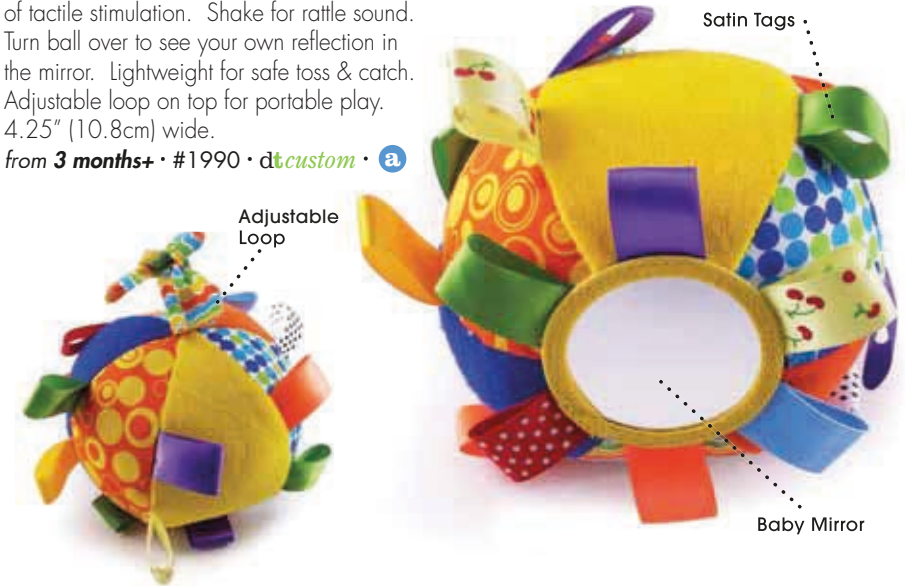 of tactile stimulation. Shake for rattle sound.
Turn ball over to see your own reflection in
the mirror. Lightweight for safe toss & catch.
Adjustable loop on top for portable play.
4.25" (10.8cm) wide.
from 3 months+ · #1990 · dtcustom · a
Adjustable
Loop
Satin Tags
Baby Mirror